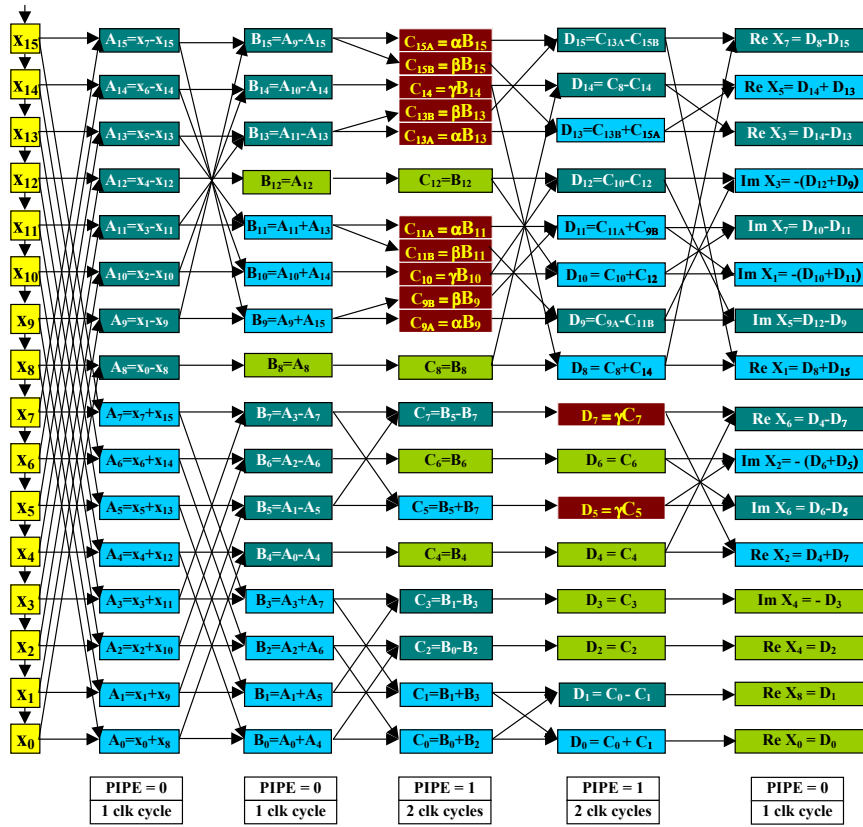 x15 A15=x7-x15 B15=A9-A15 C15A = αB15 D15=C13A-C15B Re X7= D8-D15
C15B = βB15
x14 A14=x6-x14 B14=A10-A14 C14 = γB14 D14= C8-C14 Re X5= D14+ D13
C13B = βB13
x13 A13=x5-x13 B13=A11-A13 C13A = αB13 D13=C13B+C15A Re X3= D14-D13
x12 A12=x4-x12 B12=A12 C12=B12 D12=C10-C12 Im X3= -(D12+D9)
x11 A11=x3-x11 B11=A11+A13 C11A = αB11 D11=C11A+C9B Im X7= D10-D11
C11B = βB11
x10 A10=x2-x10 B10=A10+A14 C10 = γB10 D10= C10+C12 Im X1= -(D10+D11)
C9B = βB9
x9 A9=x1-x9 B9=A9+A15 C9A = αB9 D9=C9A-C11B Im X5=D12-D9
x8 A8=x0-x8 B8=A8 C8=B8 D8= C8+C14 Re X1= D8+D15
x7 A7=x7+x15 B7=A3-A7 C7=B5-B7 D7= γC7 Re X6= D4-D7
x6 A6=x6+x14 B6=A2-A6 C6=B6 D6 = C6 Im X2= - (D6+D5)
x5 A5=x5+x13 B5=A1-A5 C5=B5+B7 D5 = γC5 Im X6= D6-D5
x4 A4=x4+x12 B4=A0-A4 C4=B4 D4 = C4 Re X2= D4+D7
x3 A3=x3+x11 B3=A3+A7 C3=B1-B3 D3 = C3 Im X4 = - D3
x2 A2=x2+x10 B2=A2+A6 C2=B0-B2 D2 = C2 Re X4 = D2
x1 A1=x1+x9 B1=A1+A5 C1=B1+B3 D1 = C0 - C1 Re X8 = D1
x0 A0=x0+x8 B0=A0+A4 C0=B0+B2 D0= C0 + C1 Re X0 = D0
PIPE = 0 PIPE = 0 PIPE = 1 PIPE = 1 PIPE = 0
1 clk cycle 1 clk cycle 2 clk cycles 2 clk cycles 1 clk cycle